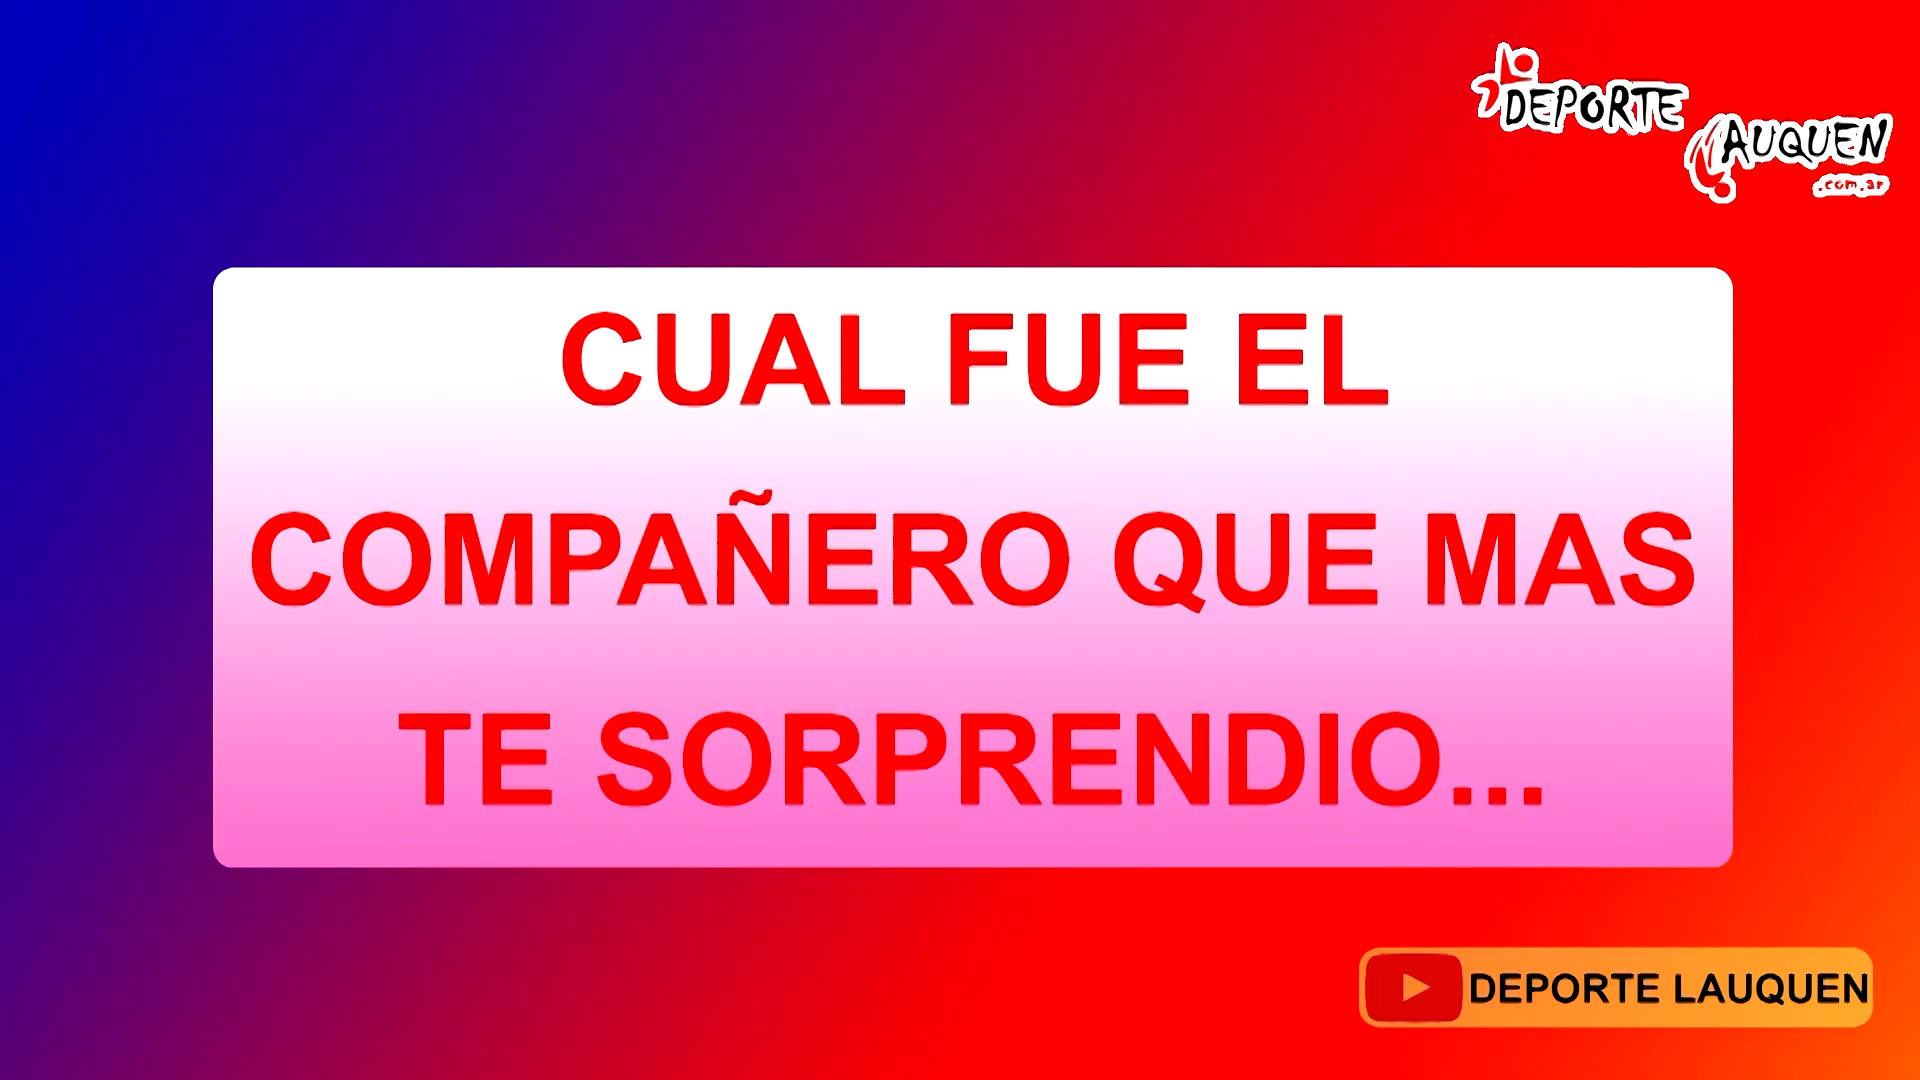 DEPORTE
LAUQUEN
.com.ar
CUAL FUE EL
COMPAÑERO QUE MAS
TE SORPRENDIO...
DEPORTE LAUQUEN